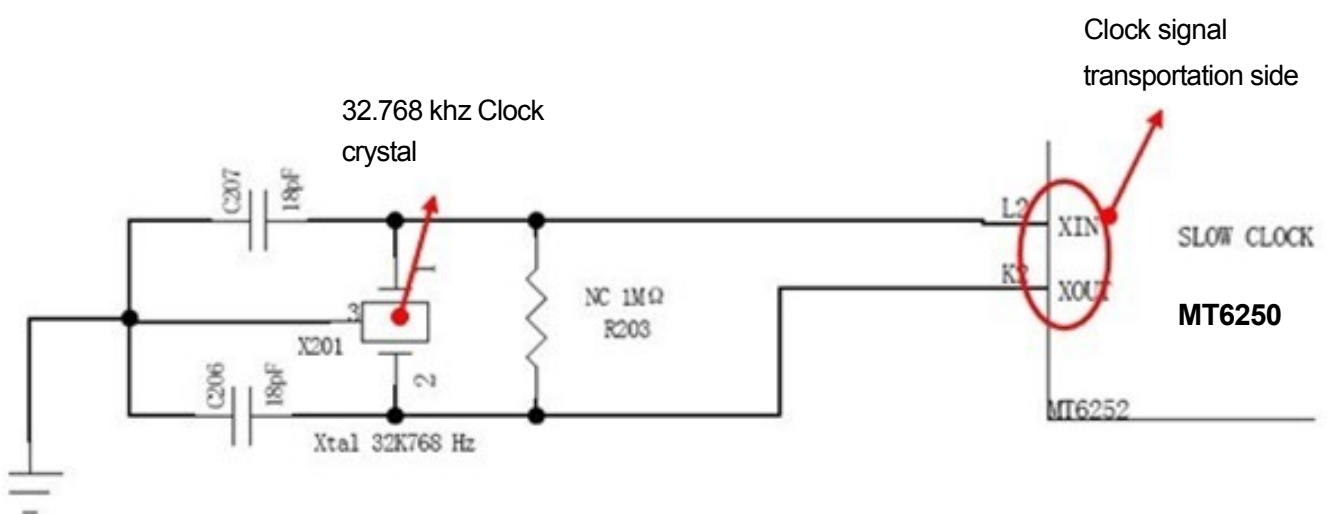 Clock signal
transportation side
32.768 khz Clock
crystal
C207
18pF
L2
XIN
SLOW CLOCK
1
K2
XOUT
NC 1MΩ
3
R203
MT6250
X201
C206
18pF
2
MT6252
Xtal 32K768 Hz